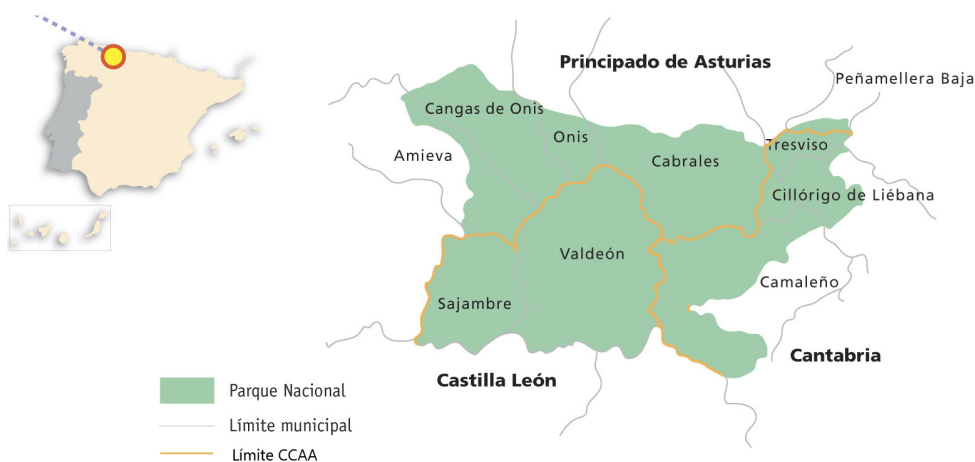 Principado de Asturias
Peñamellera Baja
Cangas de Onis
Onis
Tresviso
Amieva
Cabrales
Cillórigo de Liébana
Valdeón
Camaleño
Sajambre
Cantabria
Castilla León
Parque Nacional
Límite municipal
Límite CCAA